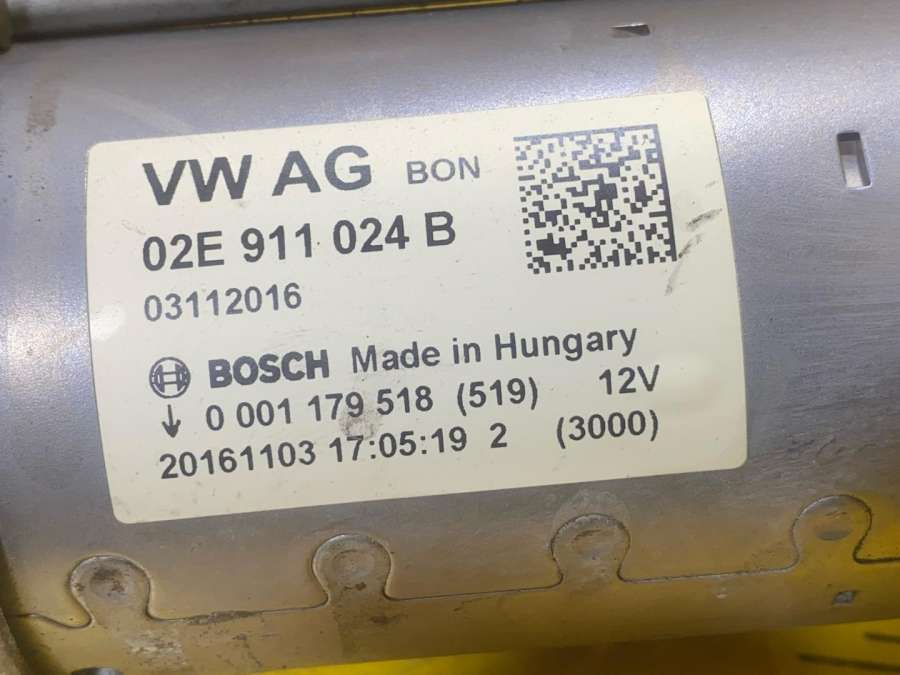 VW AG BON
02E 911 024 B
03112016
BOSCH Made in Hungary
↓ 0 001 179 518 (519) 12V
20161103 17:05:19 2 (3000)